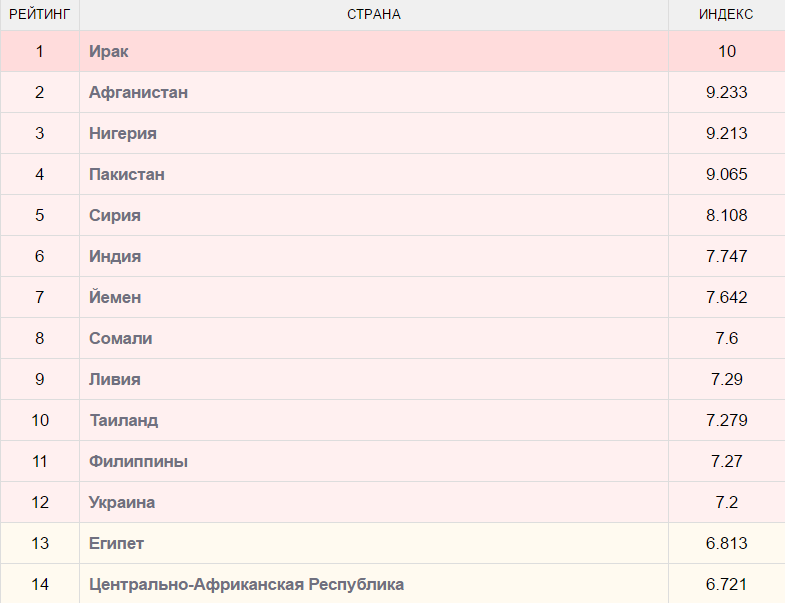 РЕЙТИНГ СТРАНА ИНДЕКС
1 Ирак 10
2 Афганистан 9.233
3 Нигерия 9.213
4 Пакистан 9.065
5 Сирия 8.108
6 Индия 7.747
7 Йемен 7.642
8 Сомали 7.6
9 Ливия 7.29
10 Таиланд 7.279
11 Филиппины 7.27
12 Украина 7.2
13 Египет 6.813
14 Центрально-Африканская Республика 6.721